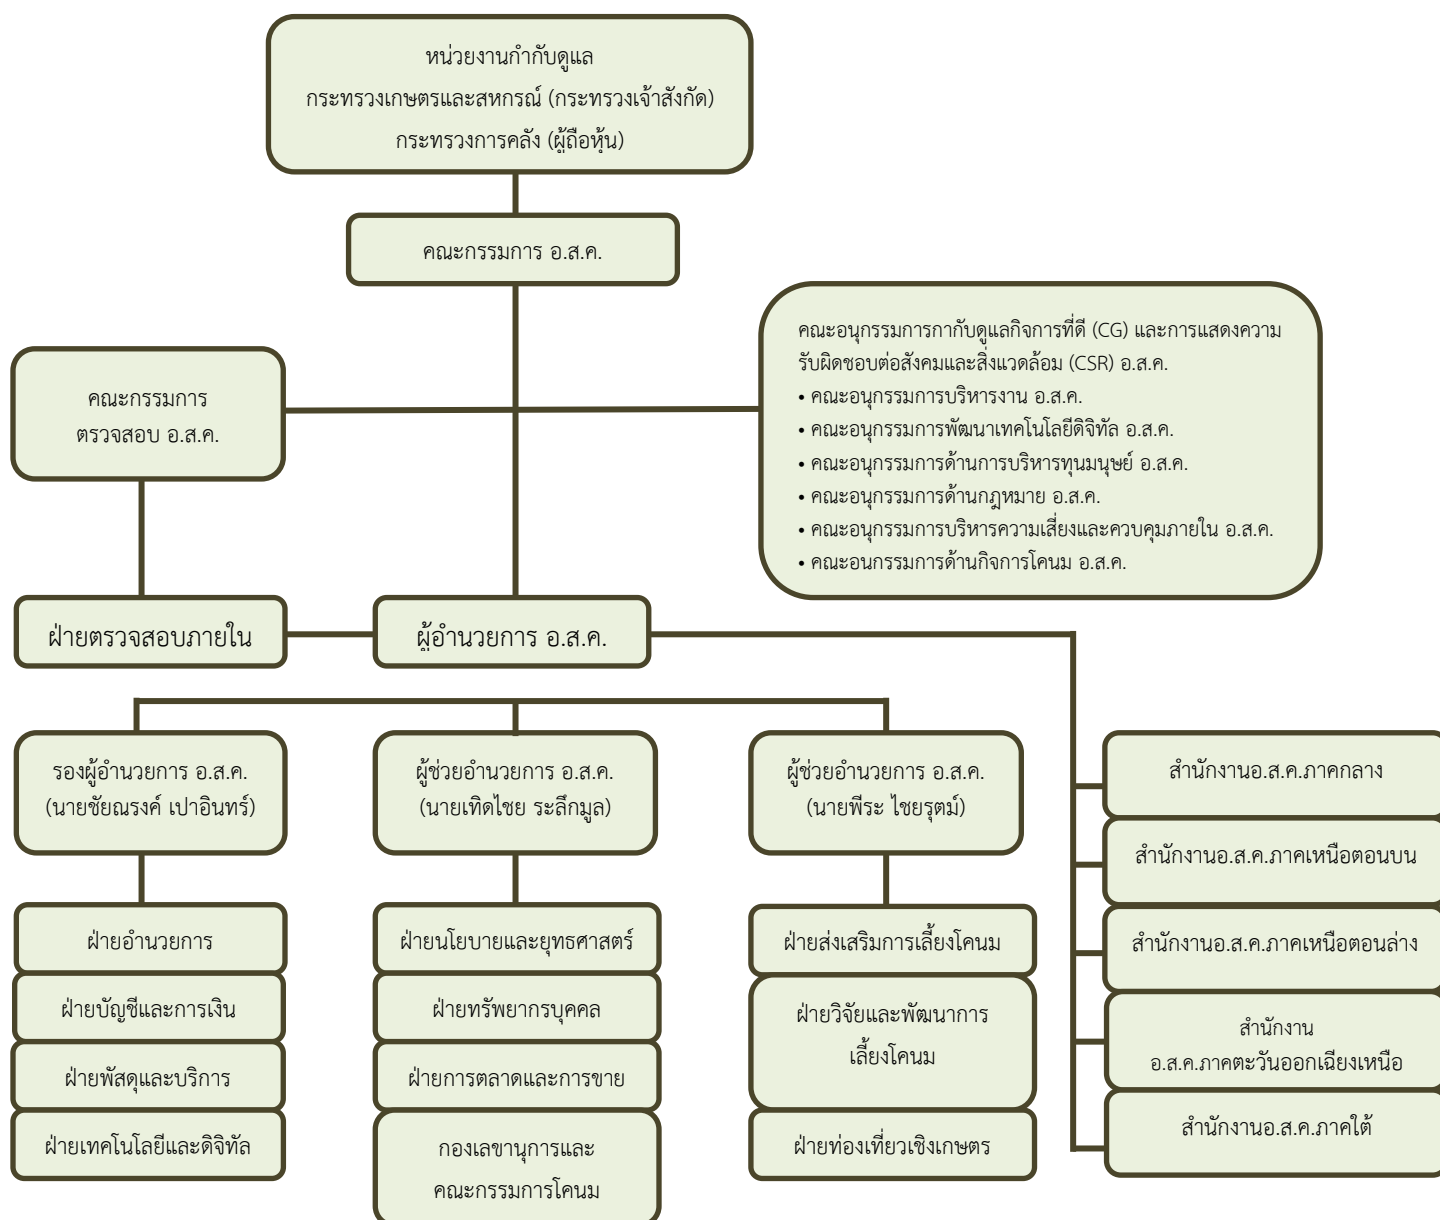 หน่วยงานกำกับดูแล
กระทรวงเกษตรและสหกรณ์ (กระทรวงเจ้าสังกัด)
กระทรวงการคลัง (ผู้ถือหุ้น)
คณะกรรมการ อ.ส.ค.
คณะกรรมการ
ตรวจสอบ อ.ส.ค.
คณะอนุกรรมการกากับดูแลกิจการที่ดี (CG) และการแสดงความ
รับผิดชอบต่อสังคมและสิ่งแวดล้อม (CSR) อ.ส.ค.
• คณะอนุกรรมการบริหารงาน อ.ส.ค.
• คณะอนุกรรมการพัฒนาเทคโนโลยีดิจิทัล อ.ส.ค.
• คณะอนุกรรมการด้านการบริหารทุนมนุษย์ อ.ส.ค.
• คณะอนุกรรมการด้านกฎหมาย อ.ส.ค.
• คณะอนุกรรมการบริหารความเสี่ยงและควบคุมภายใน อ.ส.ค.
• คณะอนกรรมการด้านกิจการโคนม อ.ส.ค.
ฝ่ายตรวจสอบภายใน
ผู้อำนวยการ อ.ส.ค.
รองผู้อำนวยการ อ.ส.ค.
(นายชัยณรงค์ เปาอินทร์)
ผู้ช่วยอำนวยการ อ.ส.ค.
(นายเทิดไชย ระลึกมูล)
ผู้ช่วยอำนวยการ อ.ส.ค.
(นายพีระ ไชยรุตม์)
ฝ่ายอำนวยการ
ฝ่ายบัญชีและการเงิน
ฝ่ายพัสดุและบริการ
ฝ่ายเทคโนโลยีและดิจิทัล
ฝ่ายนโยบายและยุทธศาสตร์
ฝ่ายทรัพยากรบุคคล
ฝ่ายการตลาดและการขาย
กองเลขานุการและ
คณะกรรมการโคนม
ฝ่ายส่งเสริมการเลี้ยงโคนม
ฝ่ายวิจัยและพัฒนาการ
เลี้ยงโคนม
ฝ่ายท่องเที่ยวเชิงเกษตร
สำนักงานอ.ส.ค.ภาคกลาง
สำนักงานอ.ส.ค.ภาคเหนือตอนบน
สำนักงานอ.ส.ค.ภาคเหนือตอนล่าง
สำนักงาน
อ.ส.ค.ภาคตะวันออกเฉียงเหนือ
สำนักงานอ.ส.ค.ภาคใต้